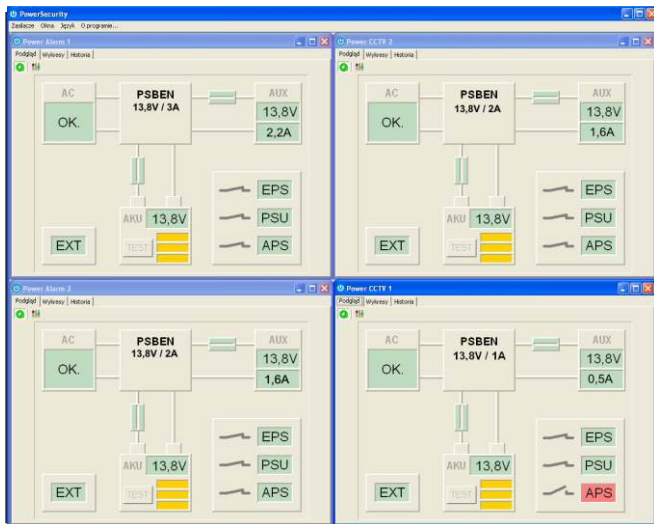 PowerSecurity
Zasilacze Okna Język O programie...
Power Alarm 1
Podgląd Wykresy Historia
AC
OK.
PSBEN
13,8V / 3A
AUX
13,8V
2,2A
AKU 13,8V
TEST
EXT
EPS
PSU
APS
Power CCTV 2
Podgląd Wykresy Historia
AC
OK.
PSBEN
13,8V / 2A
AUX
13,8V
1,6A
AKU 13,8V
TEST
EXT
EPS
PSU
APS
Power Alarm 2
Podgląd Wykresy Historia
AC
OK.
PSBEN
13,8V / 2A
AUX
13,8V
1,6A
AKU 13,8V
TEST
EXT
EPS
PSU
APS
Power CCTV 1
Podgląd Wykresy Historia
AC
OK.
PSBEN
13,8V / 1A
AUX
13,8V
0,5A
AKU 13,8V
TEST
EXT
EPS
PSU
APS